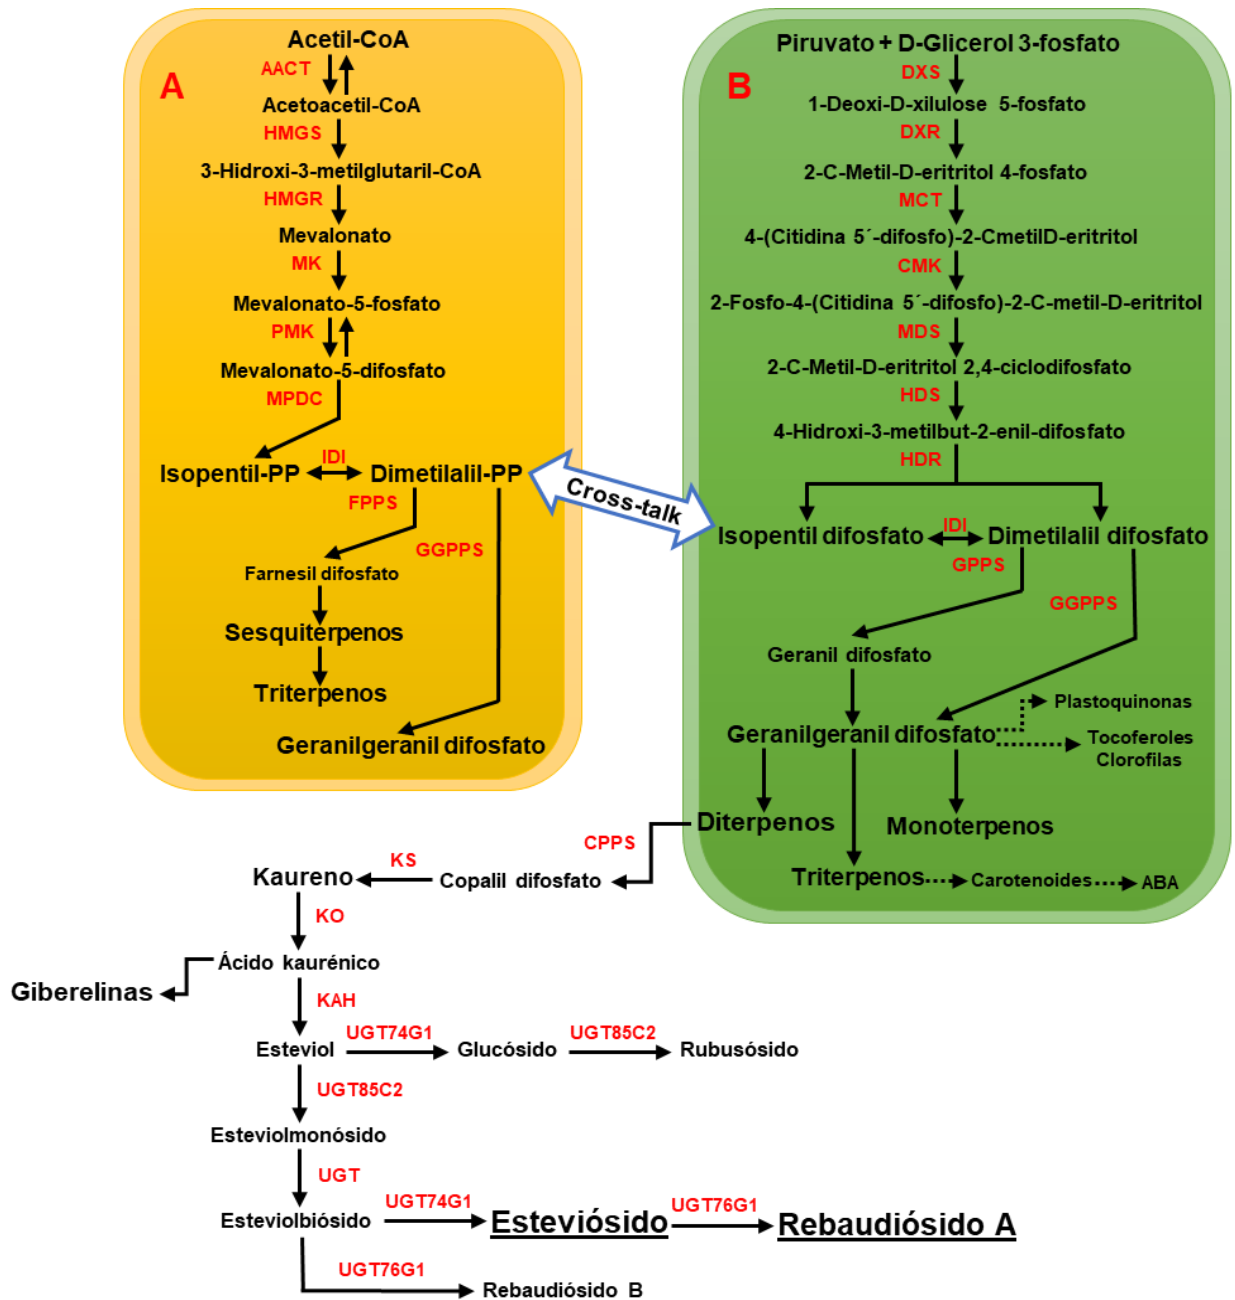 A
Acetil-CoA
AACT
Acetoacetil-CoA
HMGS
3-Hidroxi-3-metilglutaril-CoA
HMGR
Mevalonato
MK
Mevalonato-5-fosfato
PMK
Mevalonato-5-difosfato
MPDC
Isopentil-PP
IDI
Dimetilalil-PP
FPPS
GGPPS
Farnesil difosfato
Sesquiterpenos
Triterpenos
Geranilgeranil difosfato
Cross-talk
B
Piruvato + D-Glicerol 3-fosfato
DXS
1-Deoxi-D-xilulose 5-fosfato
DXR
2-C-Metil-D-eritritol 4-fosfato
MCT
4-(Citidina 5´-difosfo)-2-CmetilD-eritritol
CMK
2-Fosfo-4-(Citidina 5´-difosfo)-2-C-metil-D-eritritol
MDS
2-C-Metil-D-eritritol 2,4-ciclodifosfato
HDS
4-Hidroxi-3-metilbut-2-enil-difosfato
HDR
Isopentil difosfato
IDI
Dimetilalil difosfato
GPPS
GGPPS
Geranil difosfato
Geranilgeranil difosfato
Plastoquinonas
Tocoferoles
Clorofilas
Diterpenos
Monoterpenos
Triterpenos
Carotenoides
ABA
CPPS
Copalil difosfato
KS
Kaureno
KO
Ácido kaurénico
Giberelinas
KAH
Esteviol
UGT74G1
Glucósido
UGT85C2
Rubusósido
UGT85C2
Esteviolmonósido
UGT
Esteviolbiósido
UGT74G1
Esteviósido
UGT76G1
Rebaudiósido A
UGT76G1
Rebaudiósido B